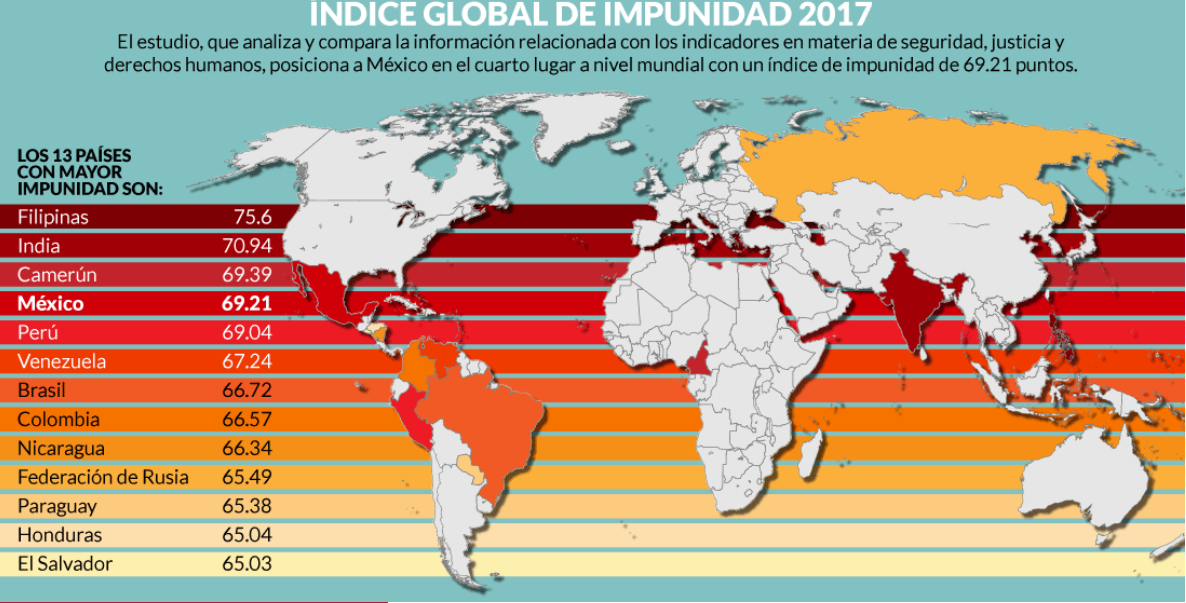 ÍNDICE GLOBAL DE IMPUNIDAD 2017
El estudio, que analiza y compara la información relacionada con los indicadores en materia de seguridad, justicia y
derechos humanos, posiciona a México en el cuarto lugar a nivel mundial con un índice de impunidad de 69.21 puntos.
LOS 13 PAÍSES
CON MAYOR
IMPUNIDAD SON:
Filipinas 75.6
India 70.94
Camerún 69.39
México 69.21
Perú 69.04
Venezuela 67.24
Brasil 66.72
Colombia 66.57
Nicaragua 66.34
Federación de Rusia 65.49
Paraguay 65.38
Honduras 65.04
El Salvador 65.03